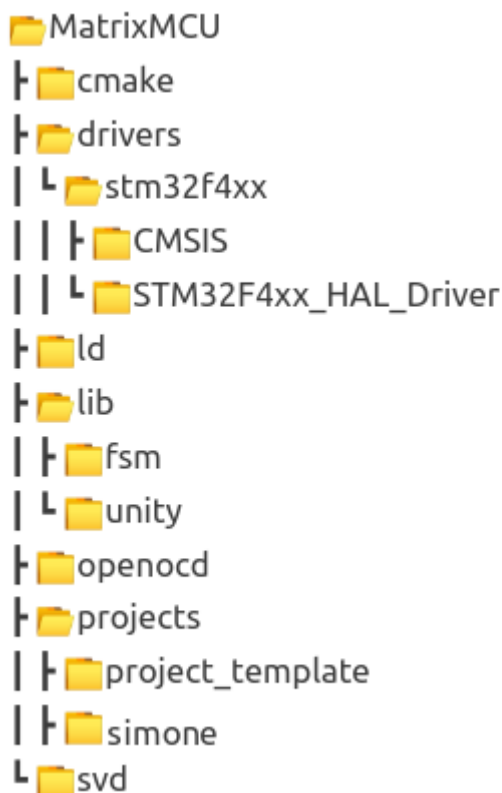 MatrixMCU
cmake
drivers
stm32f4xx
CMSIS
STM32F4xx_HAL_Driver
ld
lib
fsm
unity
openocd
projects
project_template
simone
svd